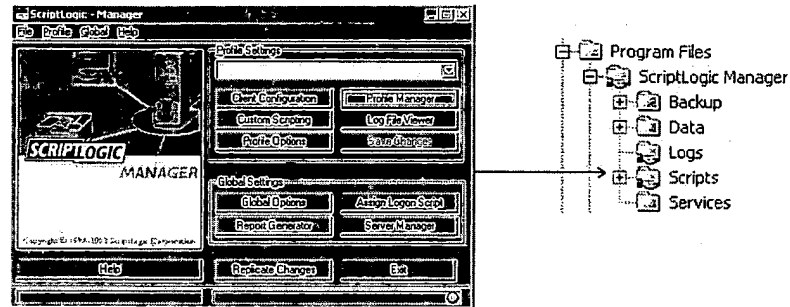 ScriptLogic - Manager
File Profile Global Help
Profile Settings
Client Configuration
Profile Manager
Custom Scripting
Log File Viewer
Profile Options
Save Changes
SCRIPTLOGIC
MANAGER
Global Settings
Global Options
Assign Logon Script
Report Generator
Server Manager
ScriptLogic Corporation
Help
Replicate Changes
Exit
Program Files
ScriptLogic Manager
Backup
Data
Logs
Scripts
Services